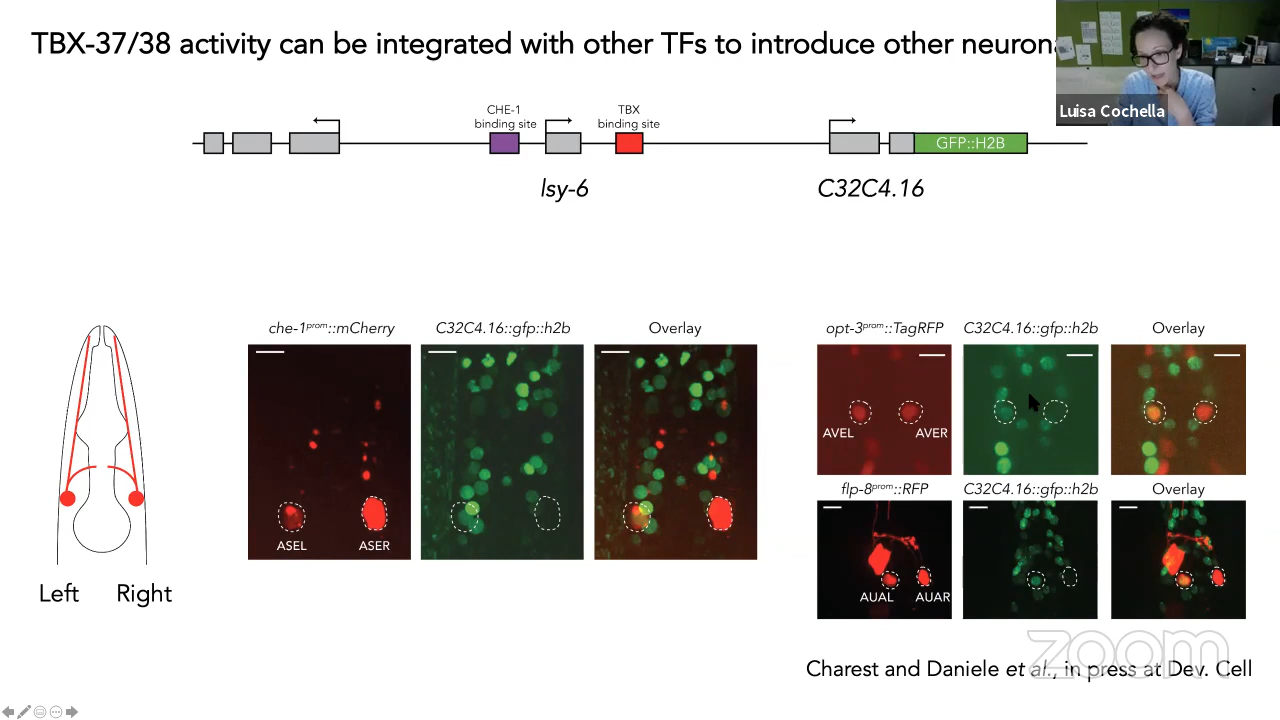 TBX-37/38 activity can be integrated with other TFs to introduce other
Luisa Cochella
CHE-1
binding site
TBX
binding site
GFP::H2B
lsy-6
C32C4.16
che-1prom::mCherry
C32C4.16::gfp::h2b
Overlay
ASEL
ASER
opt-3prom::TagRFP
C32C4.16::gfp::h2b
Overlay
AVEL
AVER
flp-8prom::RFP
C32C4.16::gfp::h2b
Overlay
AUAL
AUAR
Left
Right
zoom
Charest and Daniele et al., in press at Dev. Cell